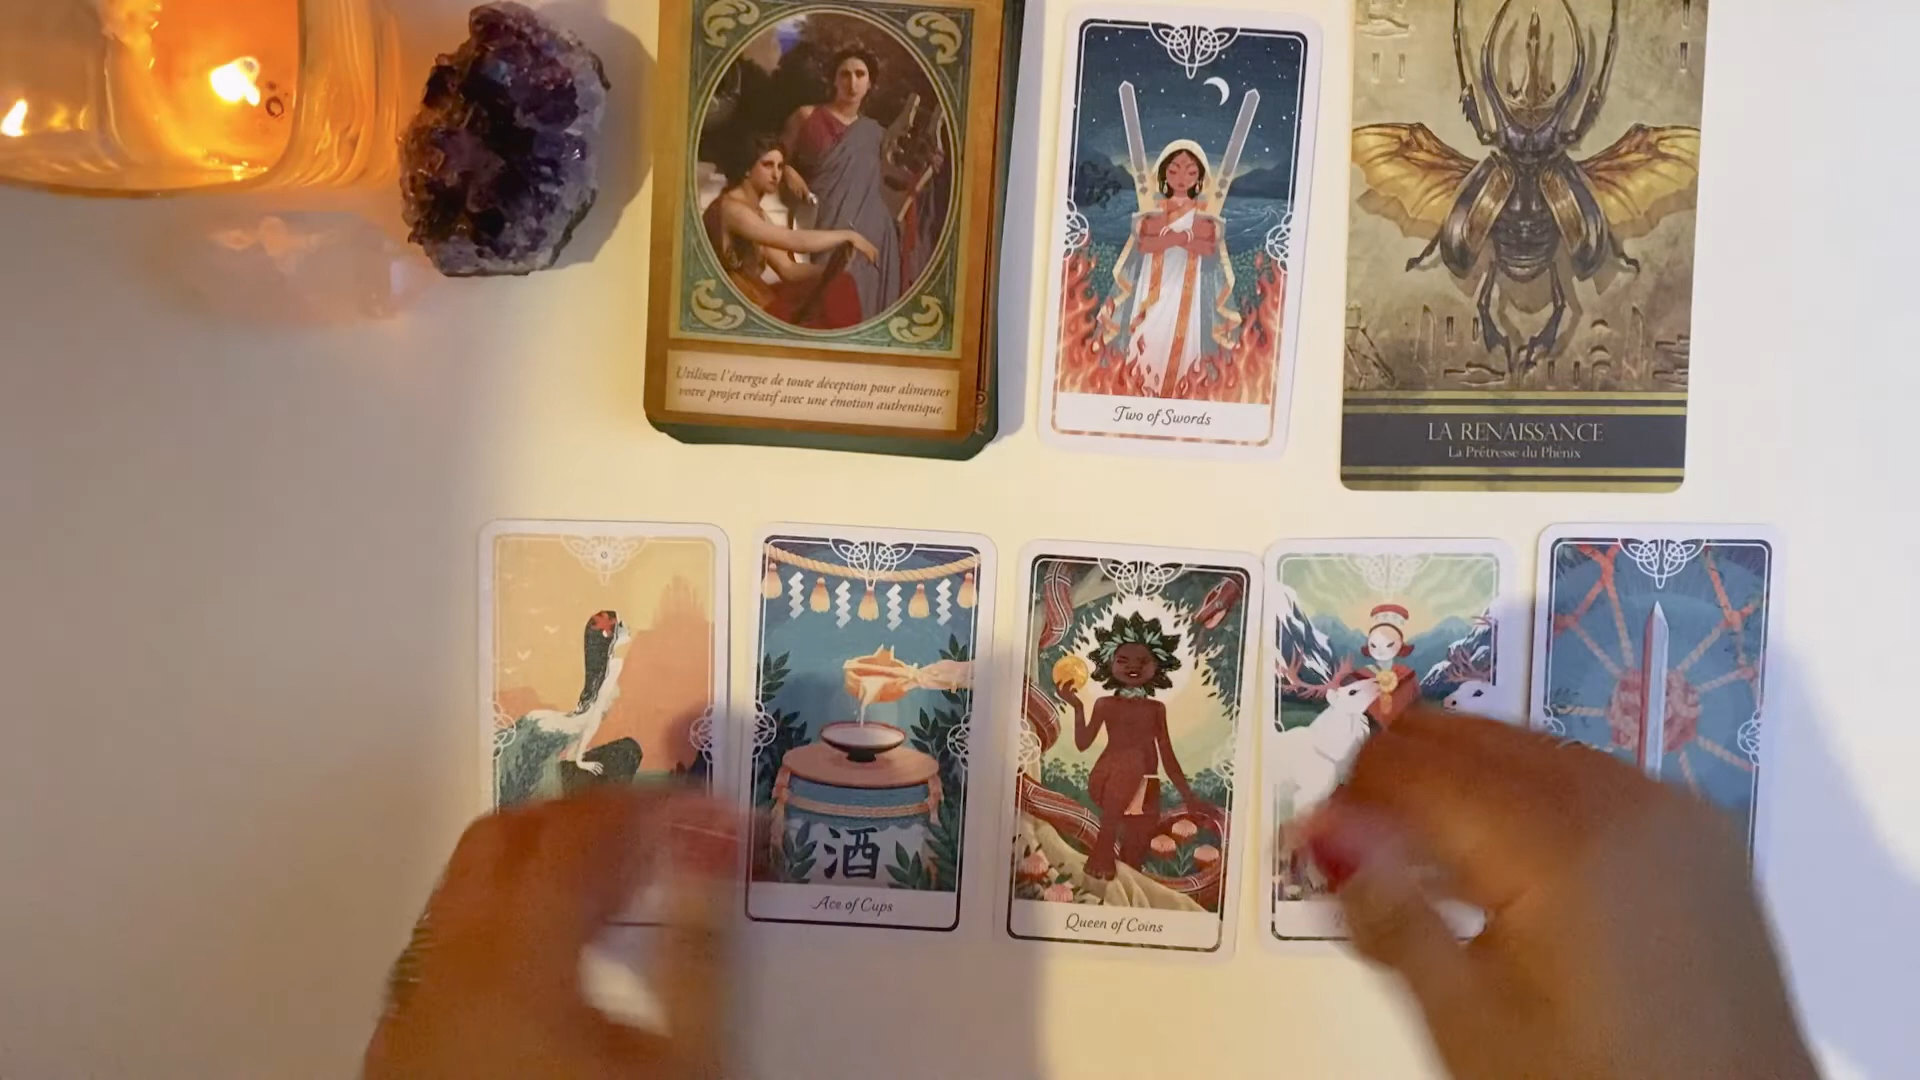 Utilisez l'énergie de toute déception pour alimenter
votre projet créatif avec une émotion authentique.
Two of Swords
LA RENAISSANCE
La Prêtresse du Phénix
酒
Ace of Cups
Queen of Coins